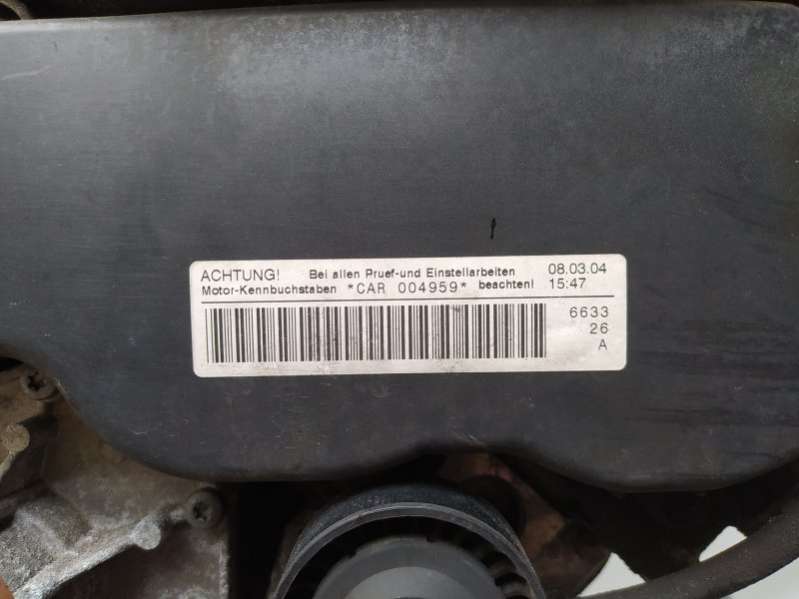 ACHTUNG! Bei allen Pruef-und Einstellarbeiten 08.03.04
Motor-Kennbuchstaben *CAR 004959* beachten! 15:47
6633
26
A